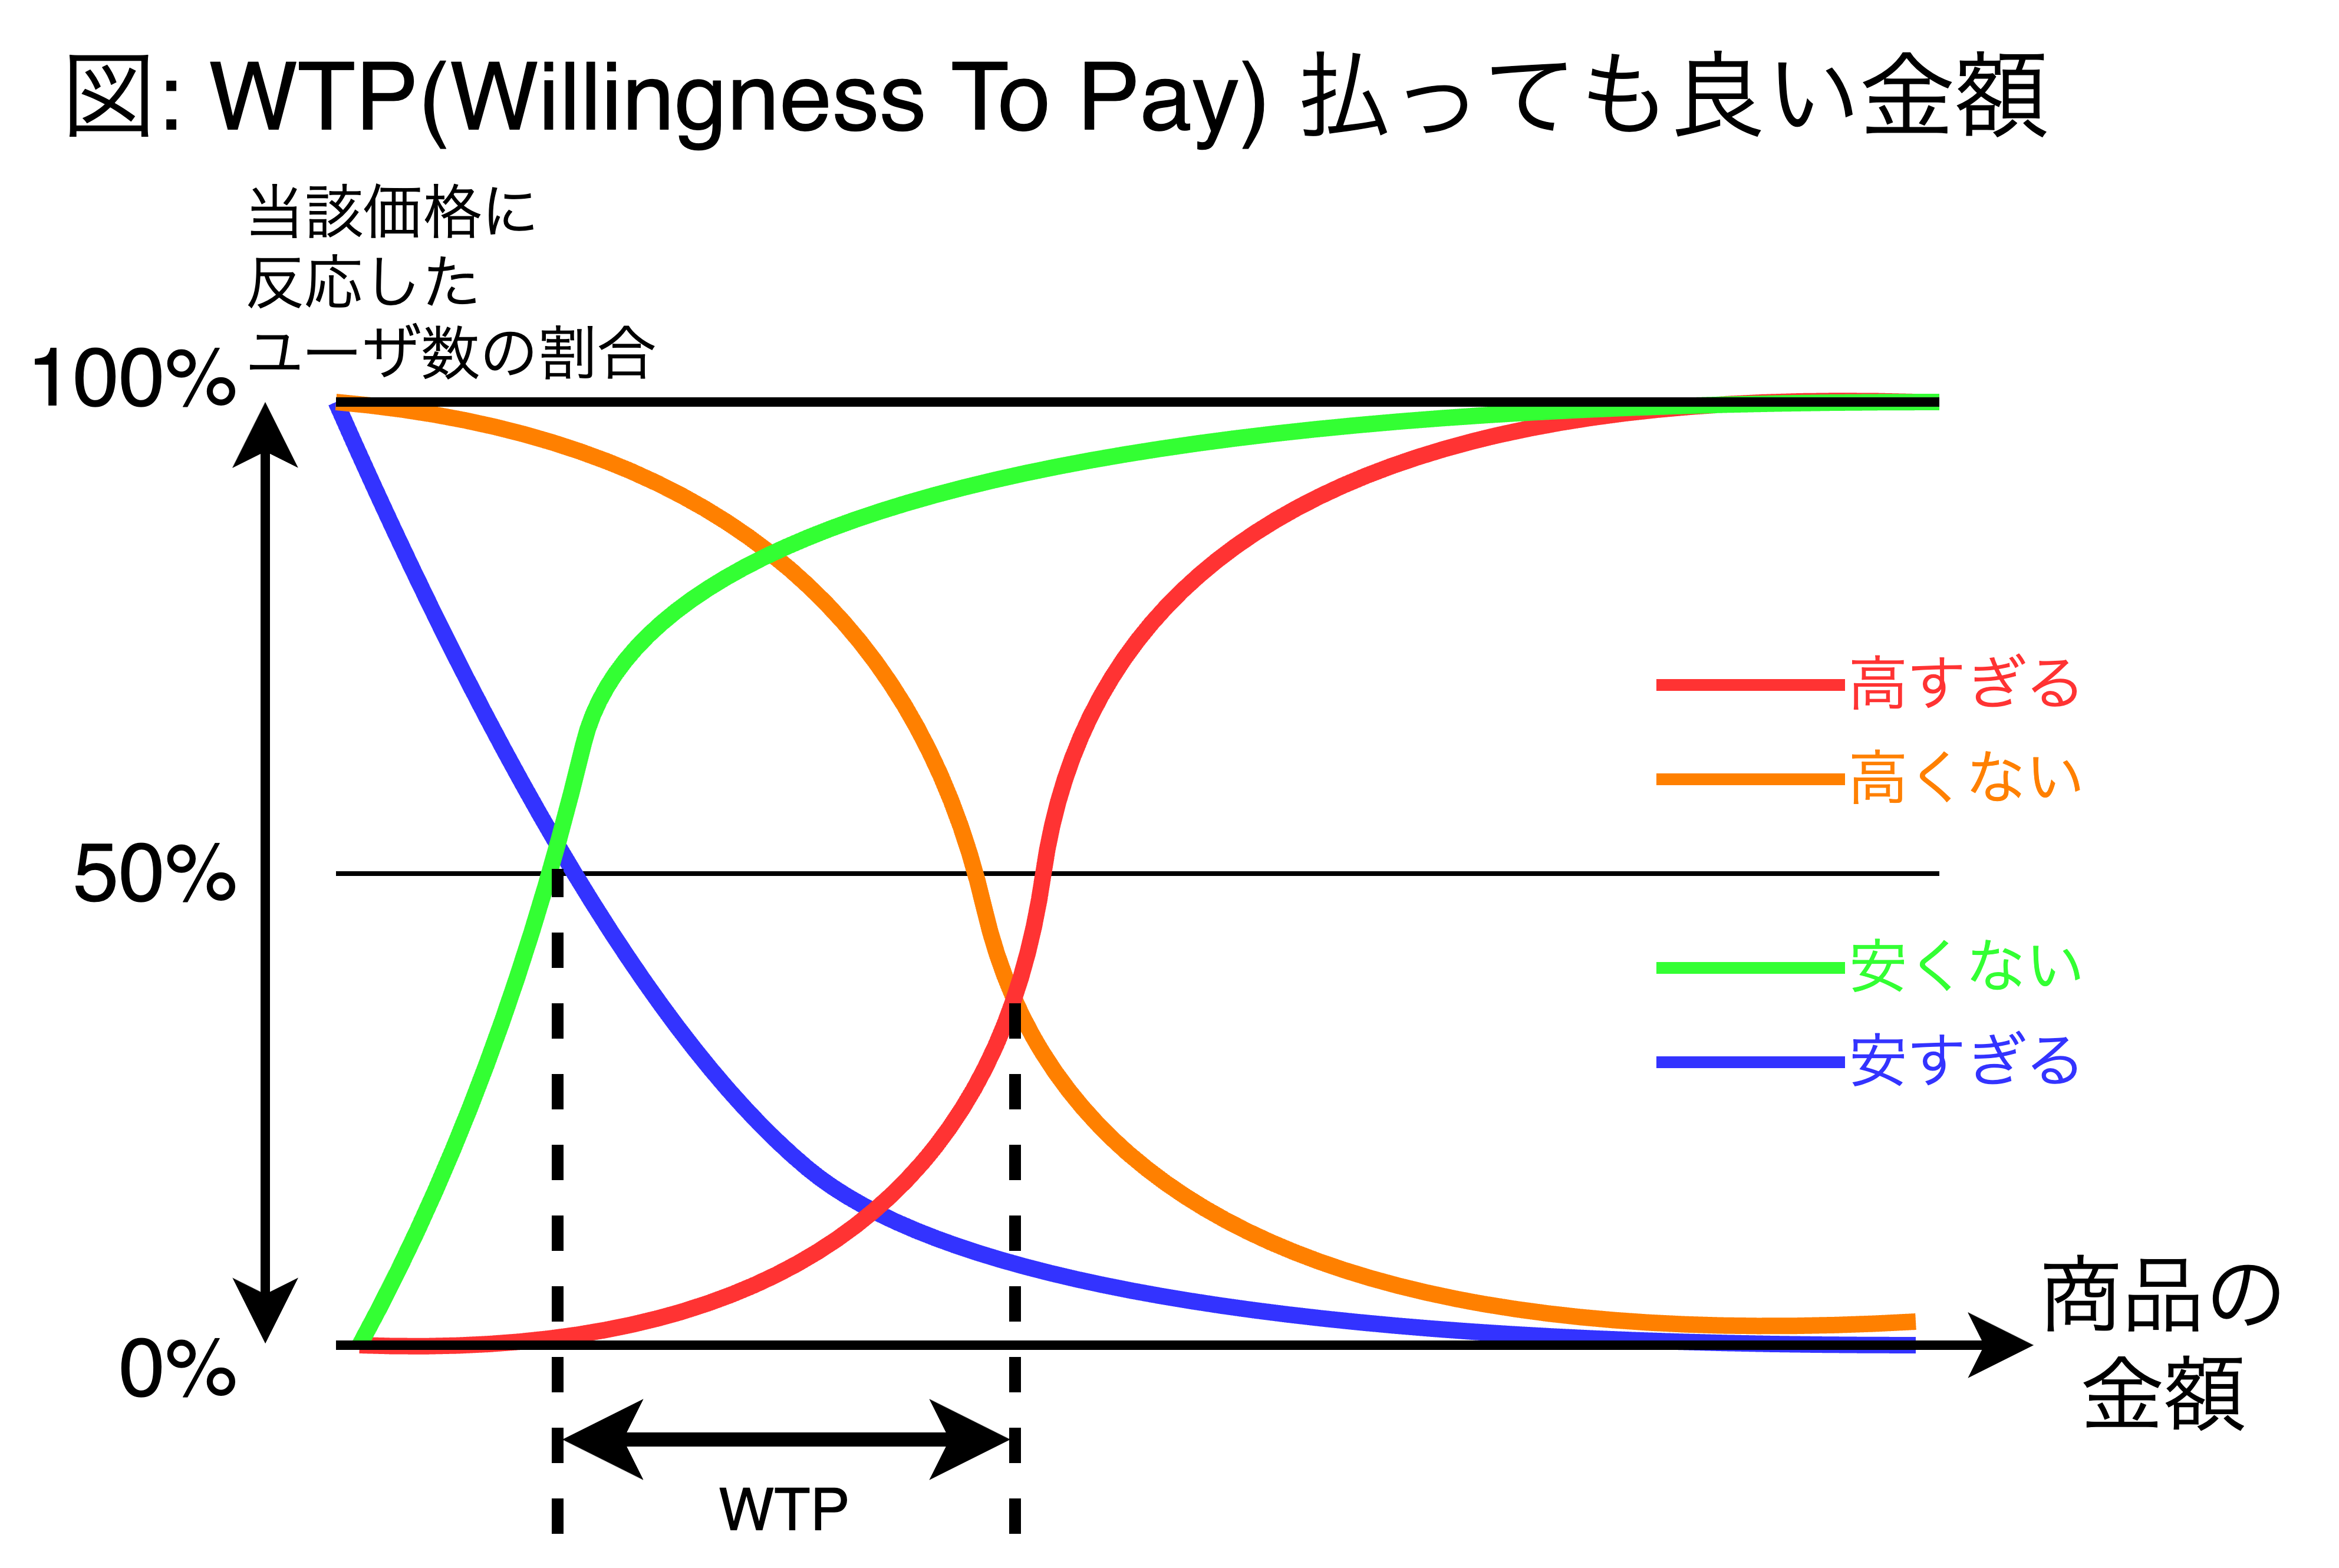 図: WTP(Willingness To Pay) 払っても良い金額
当該価格に
反応した
ユーザ数の割合
100%
高すぎる
高くない
50%
安くない
安すぎる
0%
商品の
金額
WTP